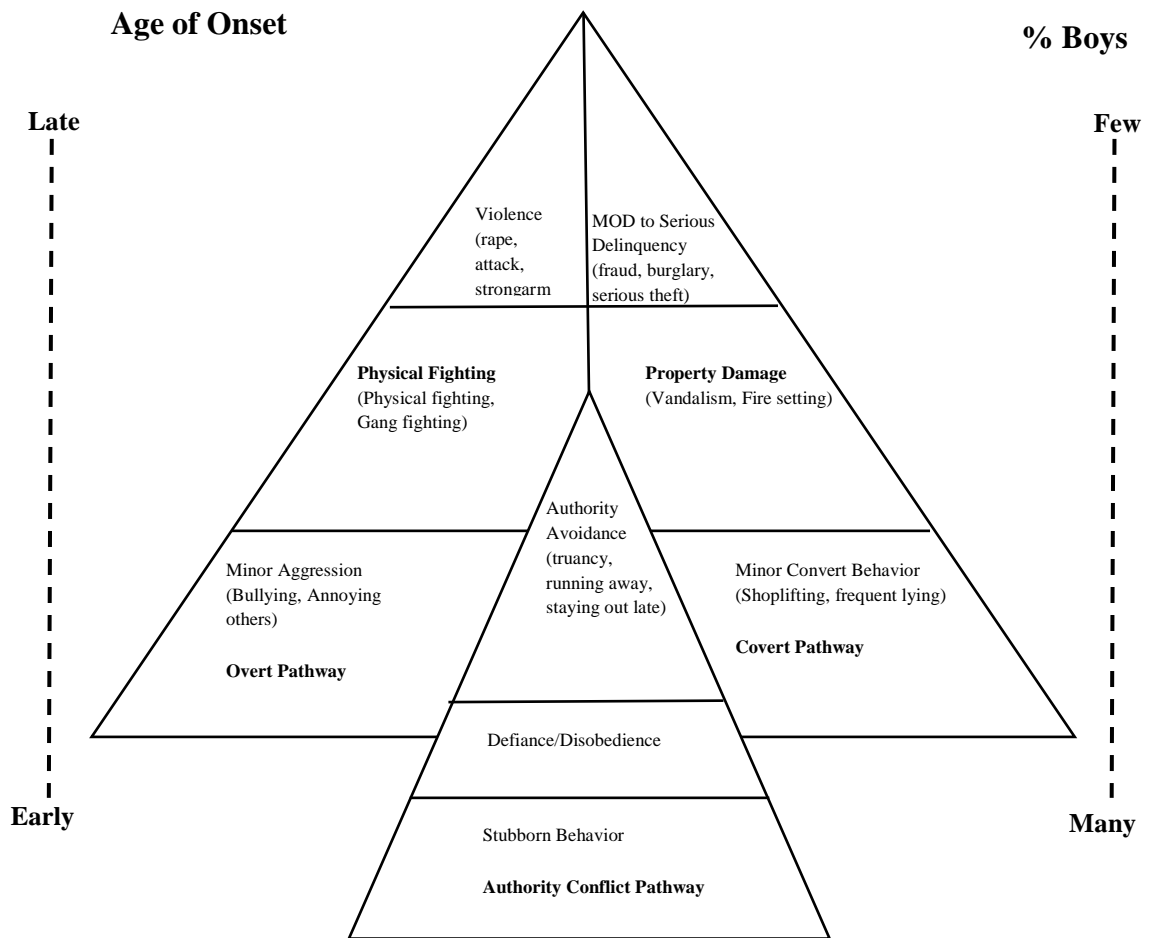 Age of Onset
% Boys
Late
Few
Violence
(rape,
attack,
strongarm
MOD to Serious
Delinquency
(fraud, burglary,
serious theft)
Physical Fighting
(Physical fighting,
Gang fighting)
Property Damage
(Vandalism, Fire setting)
Authority
Avoidance
(truancy,
running away,
staying out late)
Minor Aggression
(Bullying, Annoying
others)
Overt Pathway
Minor Convert Behavior
(Shoplifting, frequent lying)
Covert Pathway
Defiance/Disobedience
Early
Many
Stubborn Behavior
Authority Conflict Pathway